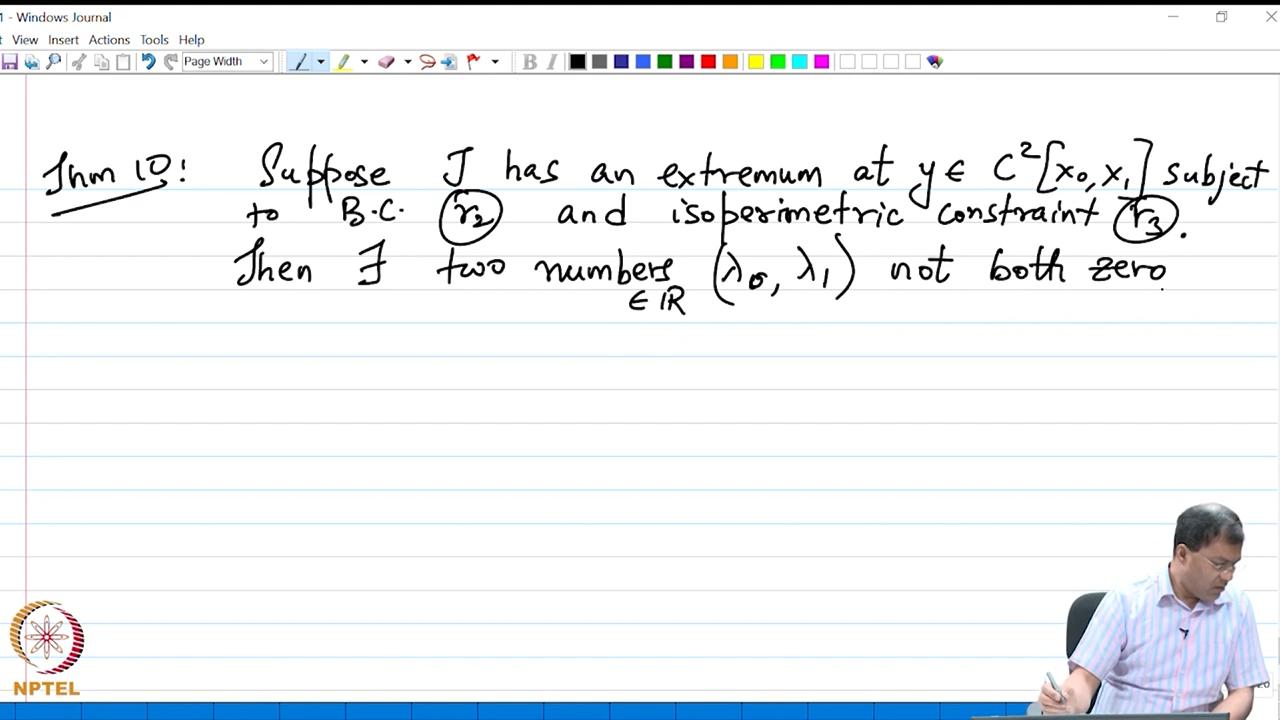 1 - Windows Journal
t View Insert Actions Tools Help
Page Width B I
Thm 10: Suppose J has an extremum at y ∈ C²[x₀, x₁] subject
to B.C. r₂ and isoperimetric constraint r₃.
Then ∃ two numbers (λ₀, λ₁) not both zero
∈ ℝ
NPTEL